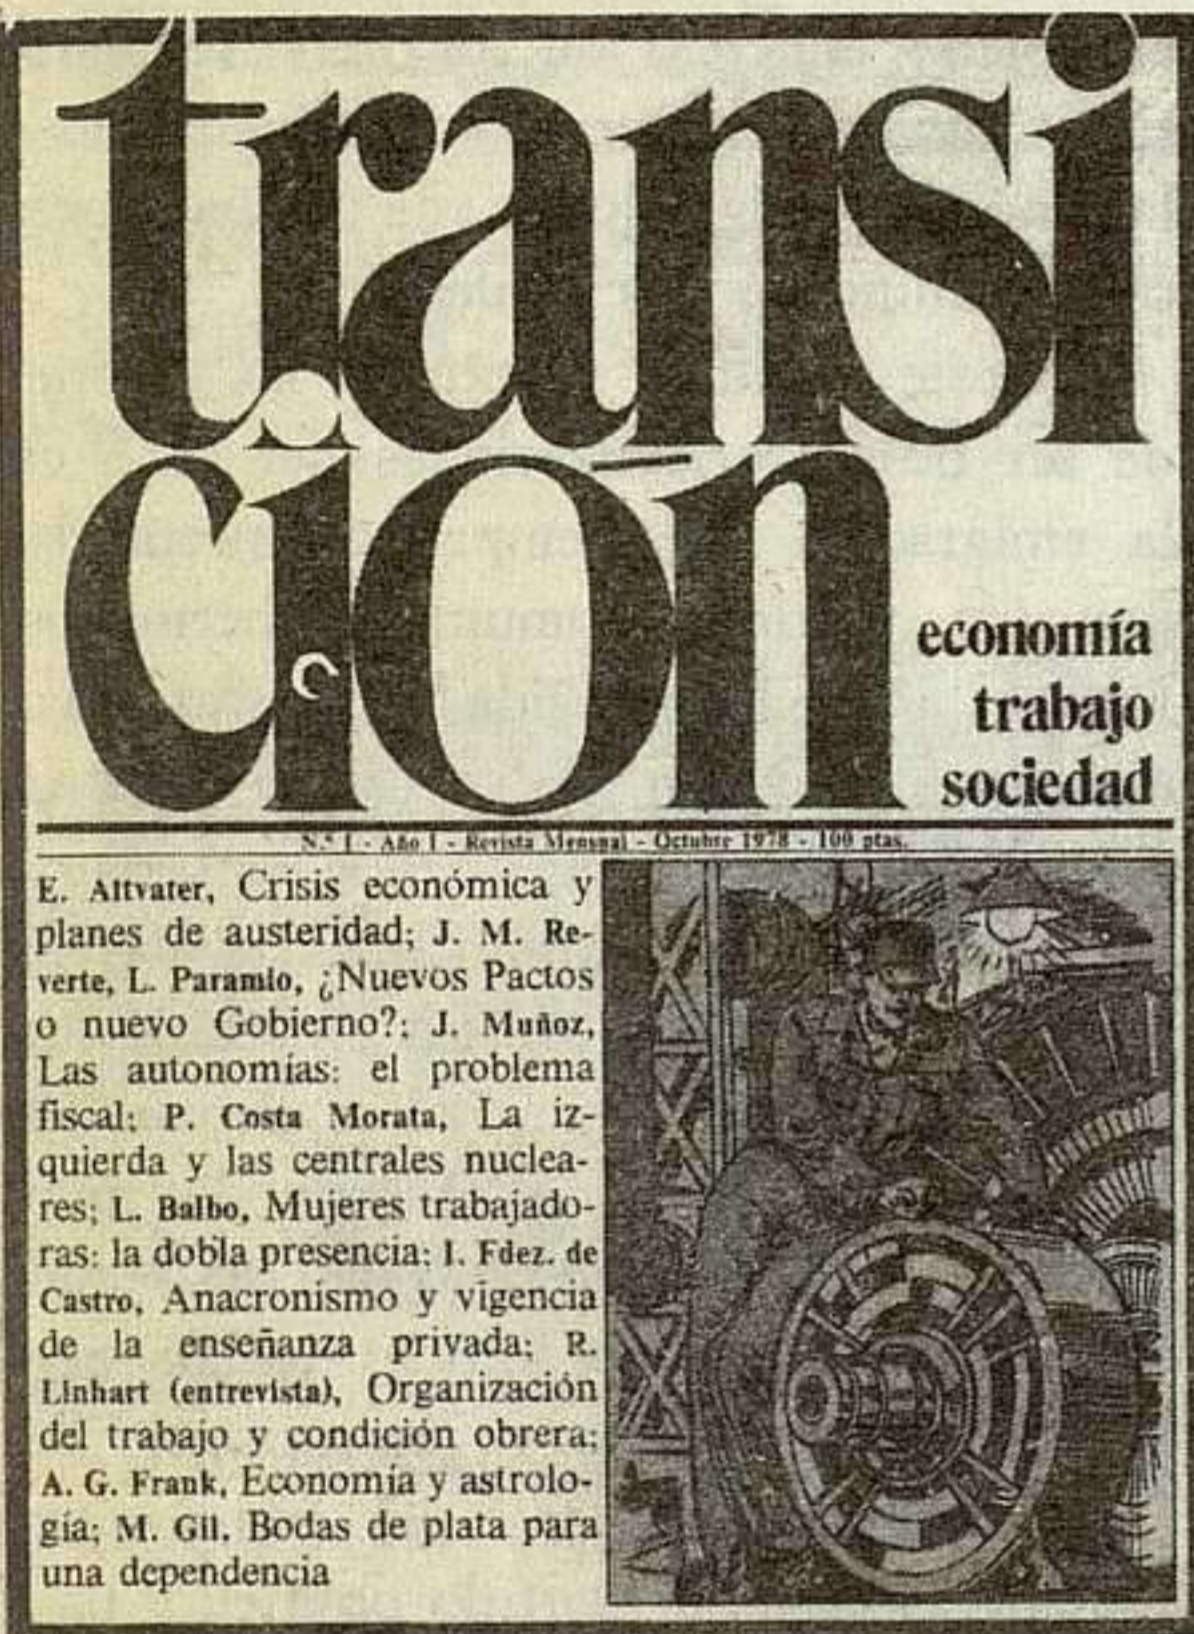 transi
ción
economía
trabajo
sociedad
N.º 1 - Año 1 - Revista Mensual - Octubre 1978 - 100 ptas.
E. Altvater, Crisis económica y
planes de austeridad; J. M. Re-
verte, L. Paramio, ¿Nuevos Pactos
o nuevo Gobierno?; J. Muñoz,
Las autonomías: el problema
fiscal; P. Costa Morata, La iz-
quierda y las centrales nuclea-
res; L. Balbo, Mujeres trabajado-
ras: la dobla presencia; I. Fdez. de
Castro, Anacronismo y vigencia
de la enseñanza privada; R.
Linhart (entrevista), Organización
del trabajo y condición obrera;
A. G. Frank, Economía y astrolo-
gía; M. Gil, Bodas de plata para
una dependencia